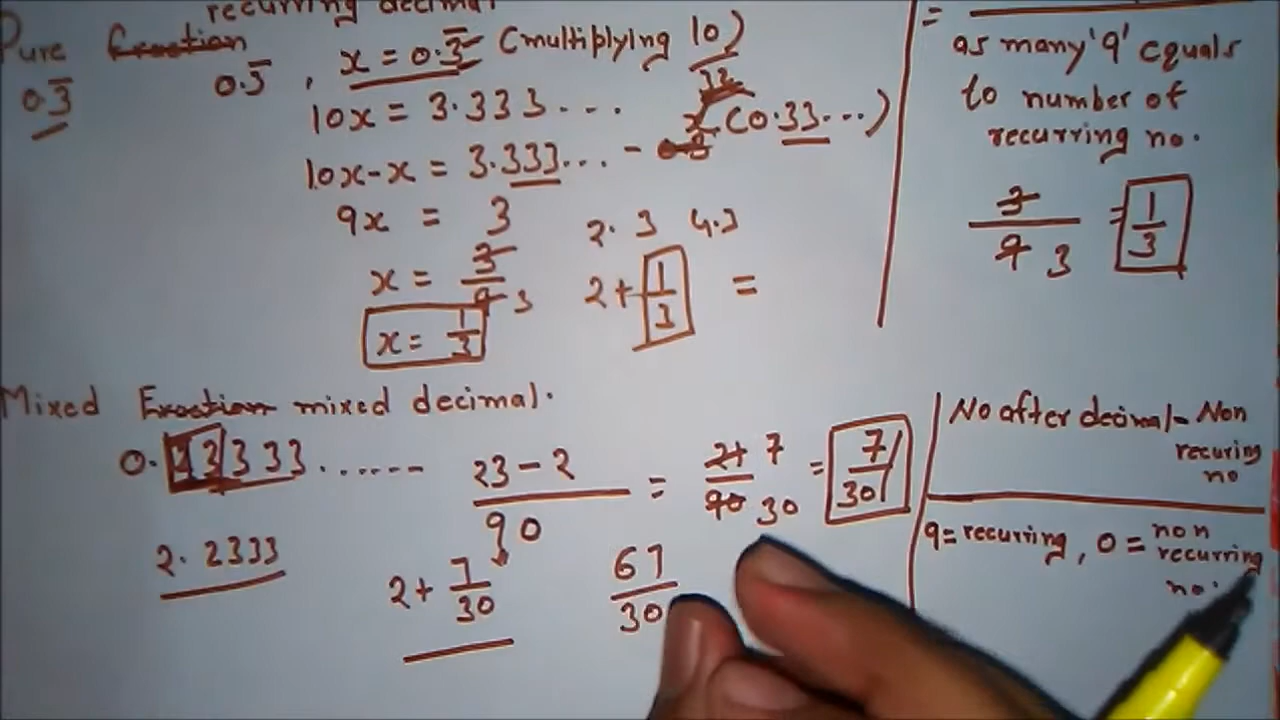 recurring decimal
Pure Fraction
0.3̅
0.3̅ , x = 0.3̅ (multiplying 10)
10x = 3.333...
10x-x = 3.333... - (0.33...)
9x = 3
x = 3/9 3
x = 1/3
2.3 4.3
2+ 1/3 =
=
as many '9' equals
to number of
recurring no.
3/9 3 = 1/3
Mixed Fraction mixed decimal.
0.23333......
23-2/90 = 21/90 7/30 = 7/30
2.2333
2+ 7/30
67/30
No after decimal - Non
recuring
no
9=recurring, 0= non
recurring
no.